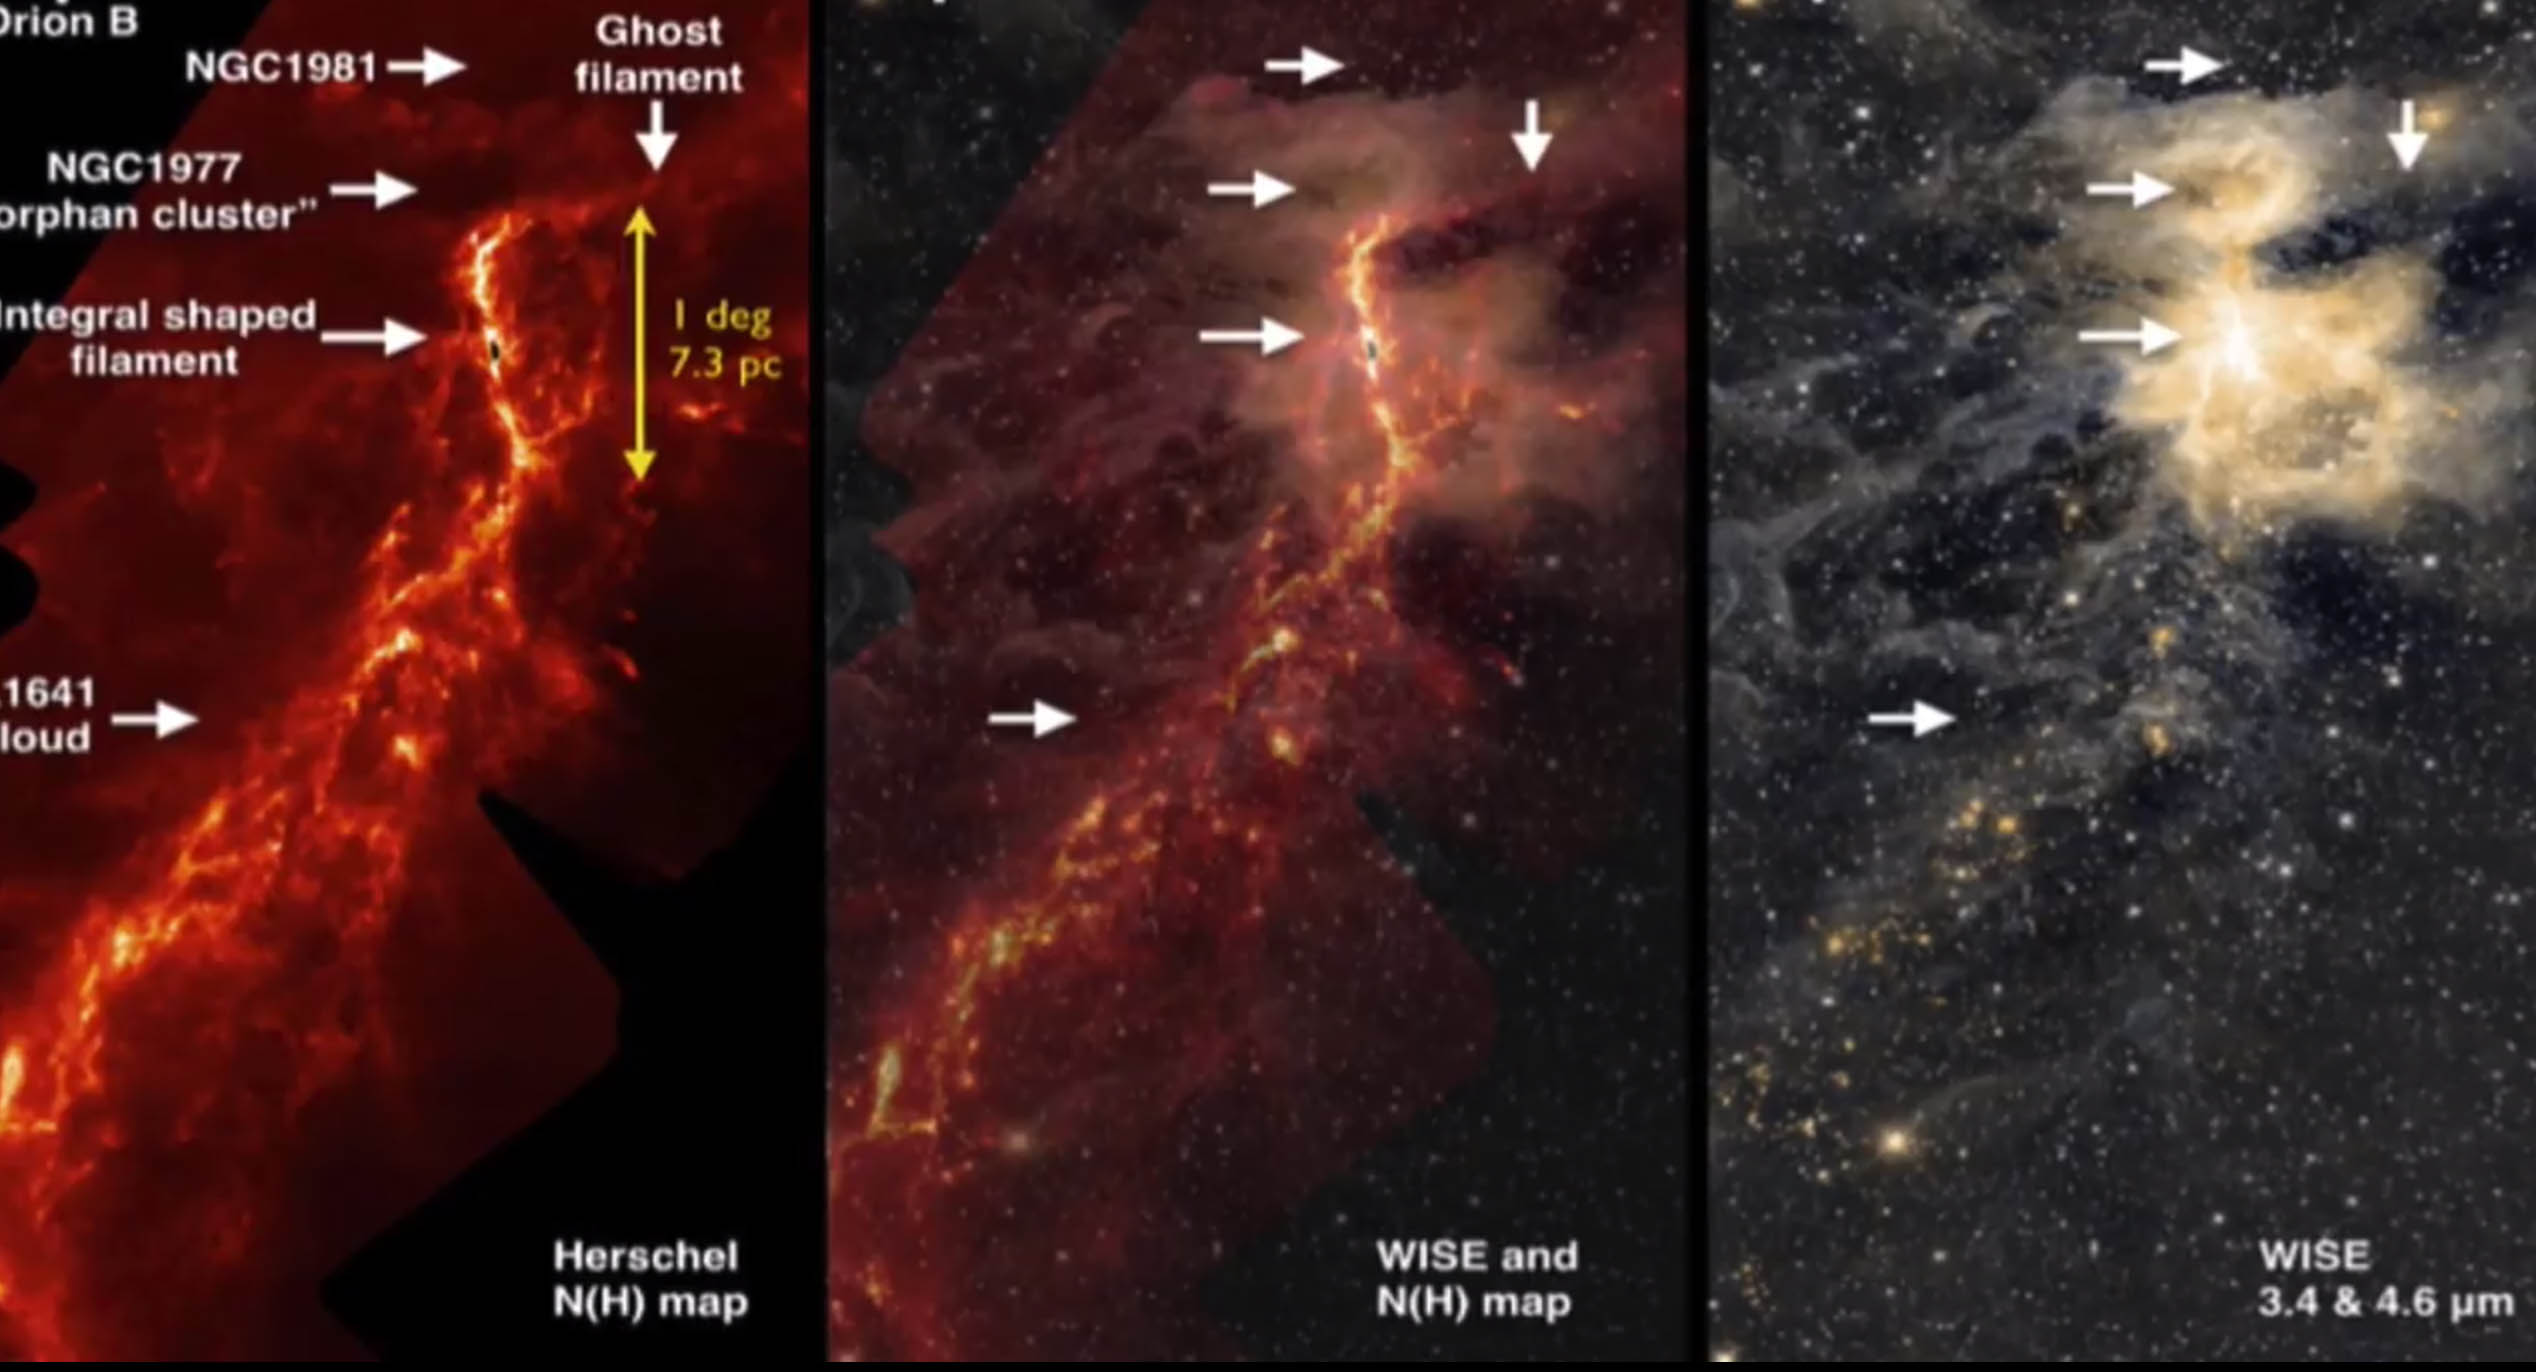 Orion B
NGC1981
Ghost
filament
NGC1977
orphan cluster”
Integral shaped
filament
1 deg
7.3 pc
.1641
loud
Herschel
N(H) map
WISE and
N(H) map
WISE
3.4 & 4.6 µm